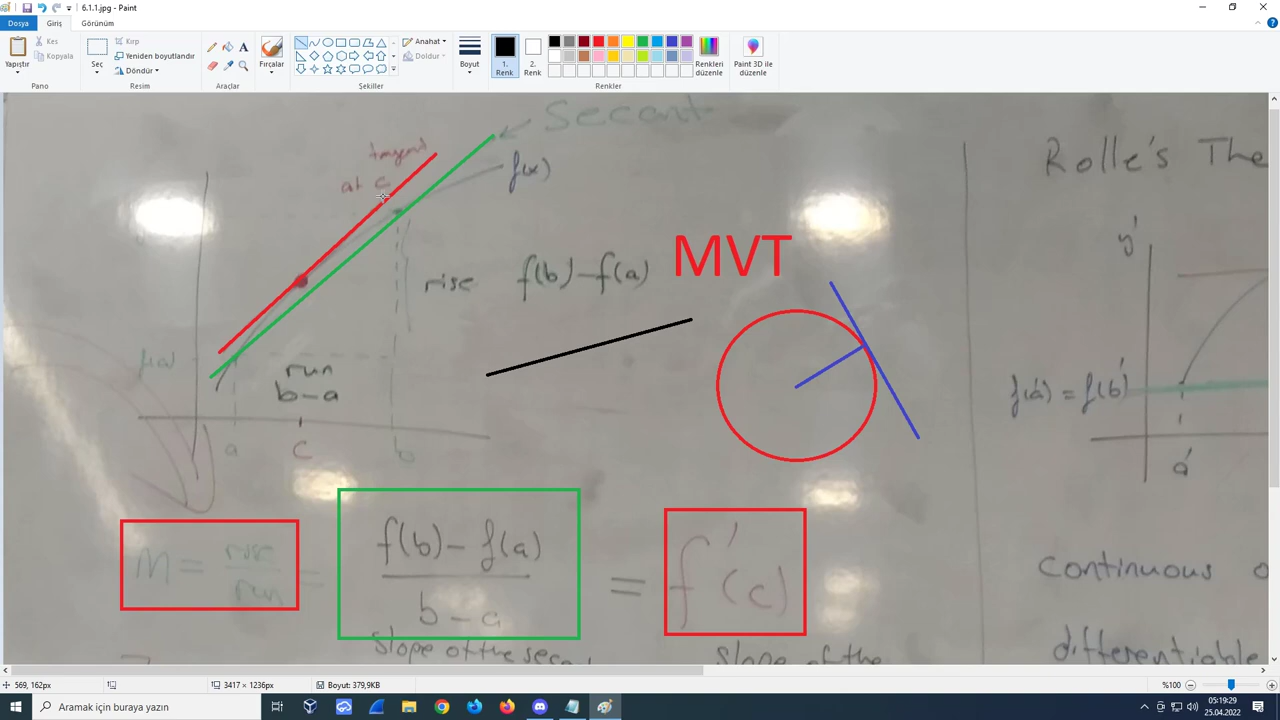 6.1.1.jpg - Paint
Dosya Giriş Görünüm
Yapıştır
Kes
Kopyala
Pano
Seç
Kırp
Yeniden boyutlandır
Döndür
Resim
Araçlar
Fırçalar
Anahat
Doldur
Şekiller
Boyut
1. Renk
2. Renk
Renkleri düzenle
Renkler
Paint 3D ile düzenle
Secant
tangent
at c
f(x)
Rolle's The
MVT
y'
rise f(b)-f(a)
f(a)
run
b-a
a c b
f(a') = f(b')
a'
M = rise/run = f(b)-f(a) / b-a = f'(c)
slope of the seca
slope of the
Continuous o
differentiable
569, 162px
3417 × 1236px
Boyut: 379,9KB
%100
Aramak için buraya yazın
05:19:29
25.04.2022